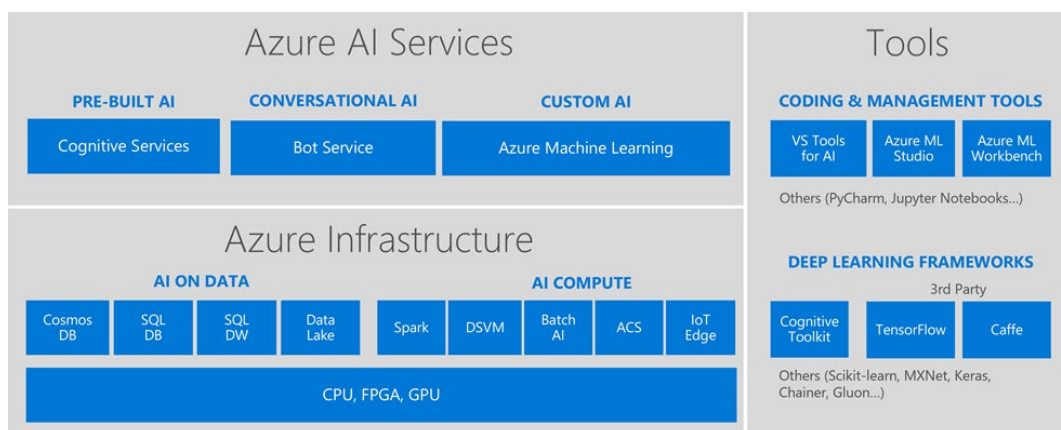 Azure AI Services
PRE-BUILT AI
Cognitive Services
CONVERSATIONAL AI
Bot Service
CUSTOM AI
Azure Machine Learning
Azure Infrastructure
AI ON DATA
Cosmos
DB
SQL
DB
SQL
DW
Data
Lake
AI COMPUTE
Spark
DSVM
Batch
AI
ACS
IoT
Edge
CPU, FPGA, GPU
Tools
CODING & MANAGEMENT TOOLS
VS Tools
for AI
Azure ML
Studio
Azure ML
Workbench
Others (PyCharm, Jupyter Notebooks...)
DEEP LEARNING FRAMEWORKS
3rd Party
Cognitive
Toolkit
TensorFlow
Caffe
Others (Scikit-learn, MXNet, Keras,
Chainer, Gluon...)